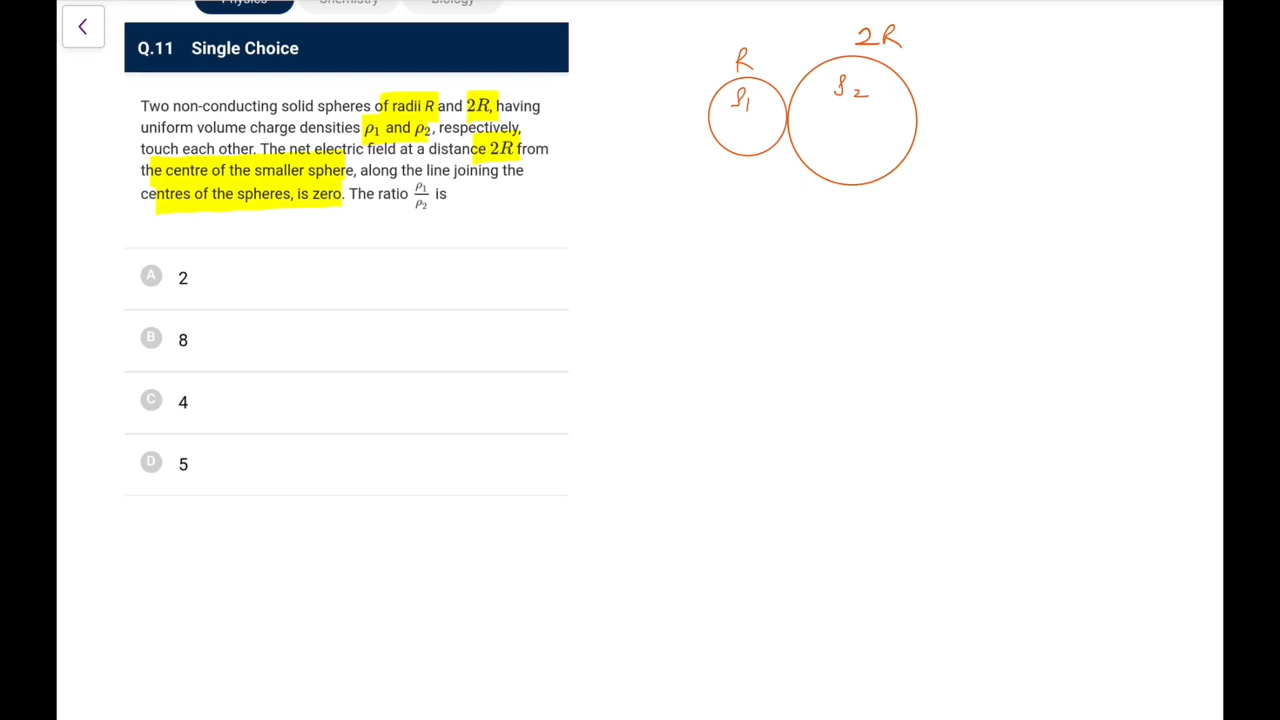 Physics Chemistry Biology
Q.11 Single Choice
R
2R
ρ1
ρ2
Two non-conducting solid spheres of radii R and 2R, having
uniform volume charge densities ρ₁ and ρ₂, respectively,
touch each other. The net electric field at a distance 2R from
the centre of the smaller sphere, along the line joining the
centres of the spheres, is zero. The ratio ρ₁/ρ₂ is
A 2
B 8
C 4
D 5